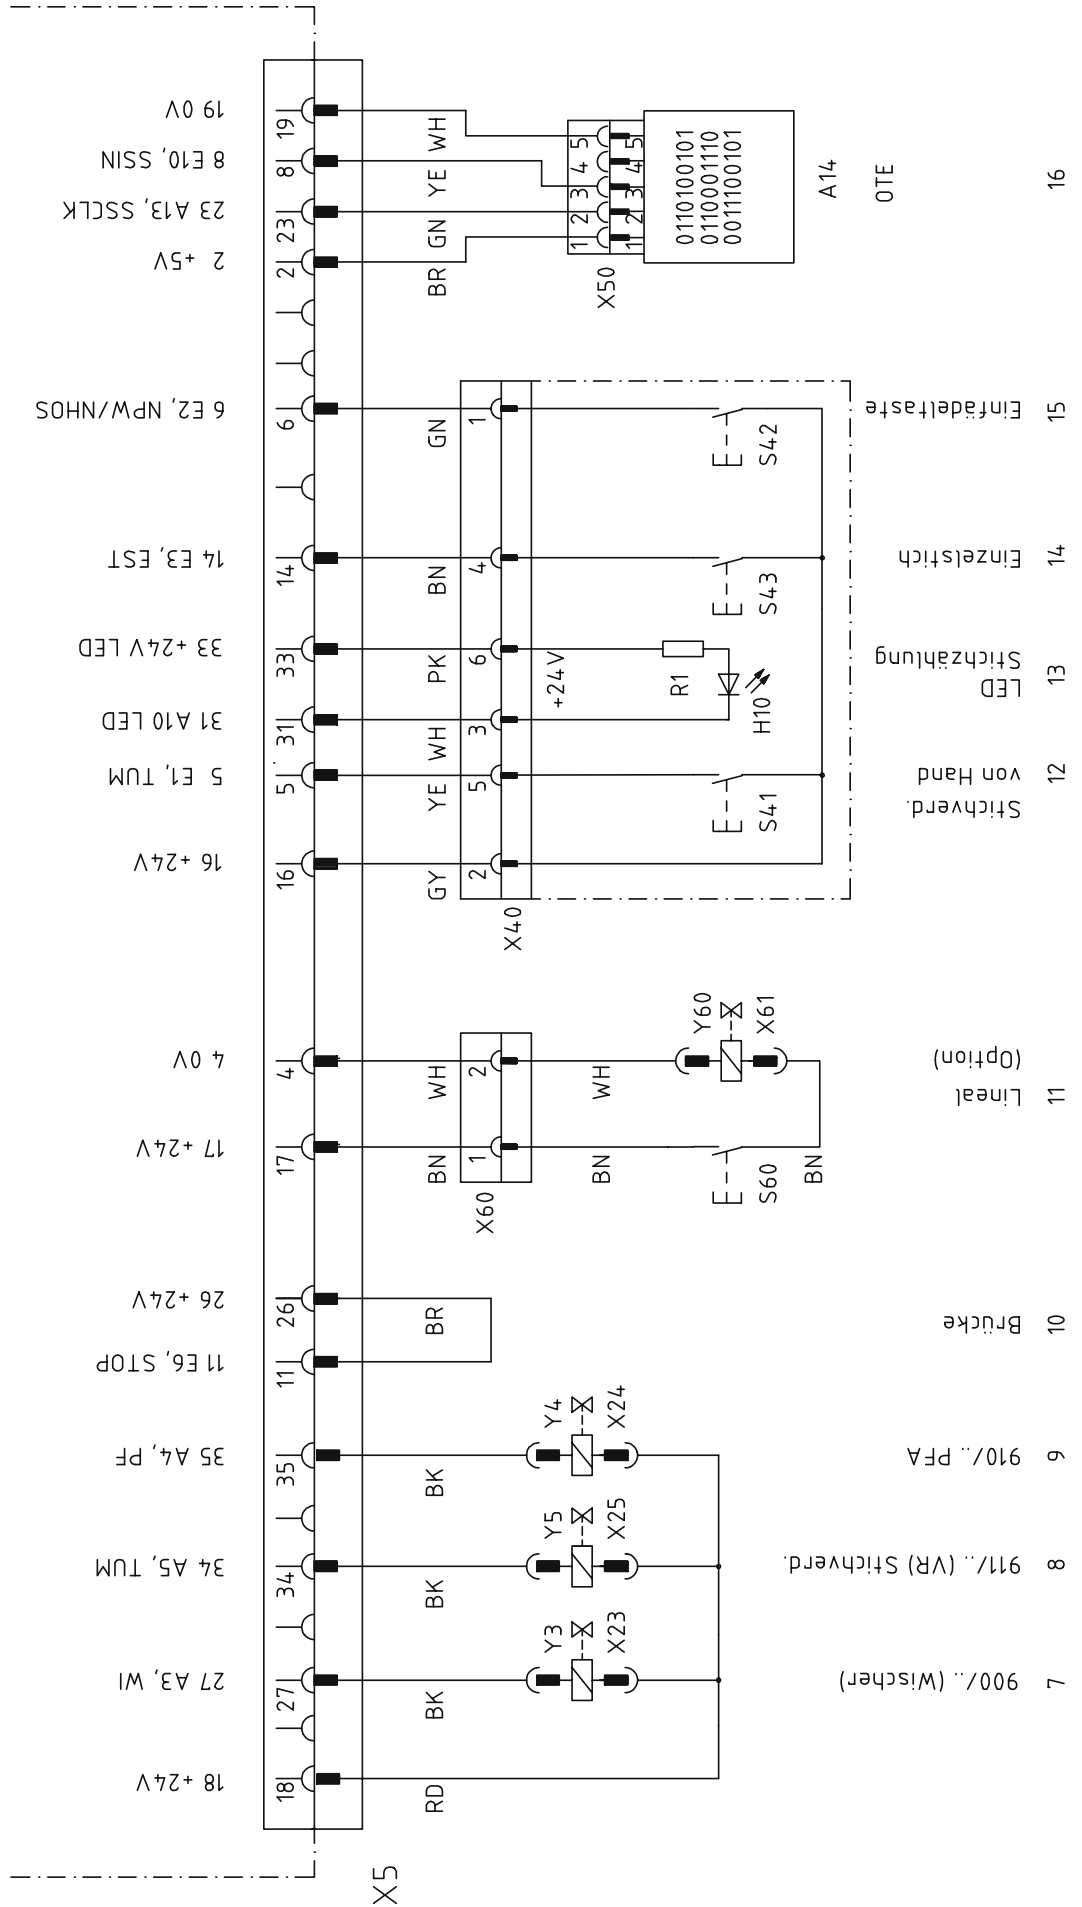 X5
18 +24V
27 A3, WI
34 A5, TUM
35 A4, PF
11 E6, STOP
26 +24V
17 +24V
4 0V
16 +24V
5 E1, TUM
31 A10 LED
33 +24V LED
14 E3, EST
6 E2, NPW/NHOS
2 +5V
23 A13, SSCLK
8 E10, SSIN
19 0V
18
27
34
35
11
26
17
4
16
5
31
33
14
6
2
23
8
19
RD
BK
BK
BK
BR
BN
WH
GY
YE
WH
PK
BN
GN
BR
GN
YE
WH
Y3
X23
Y5
X25
Y4
X24
X60
1
2
BN
WH
S60
BN
Y60
X61
X40
2
5
3
6
4
1
+24V
S41
H10
R1
S43
S42
X50
1
2
3
4
5
1
2
3
4
5
0110100101
0110001110
0011100101
A14
OTE
900/.. (Wischer)
911/.. (VR) Stichverd.
910/.. PFA
Brücke
Lineal
(Option)
Stichverd.
von Hand
LED
Stichzählung
Einzelstich
Einfädeltaste
7
8
9
10
11
12
13
14
15
16